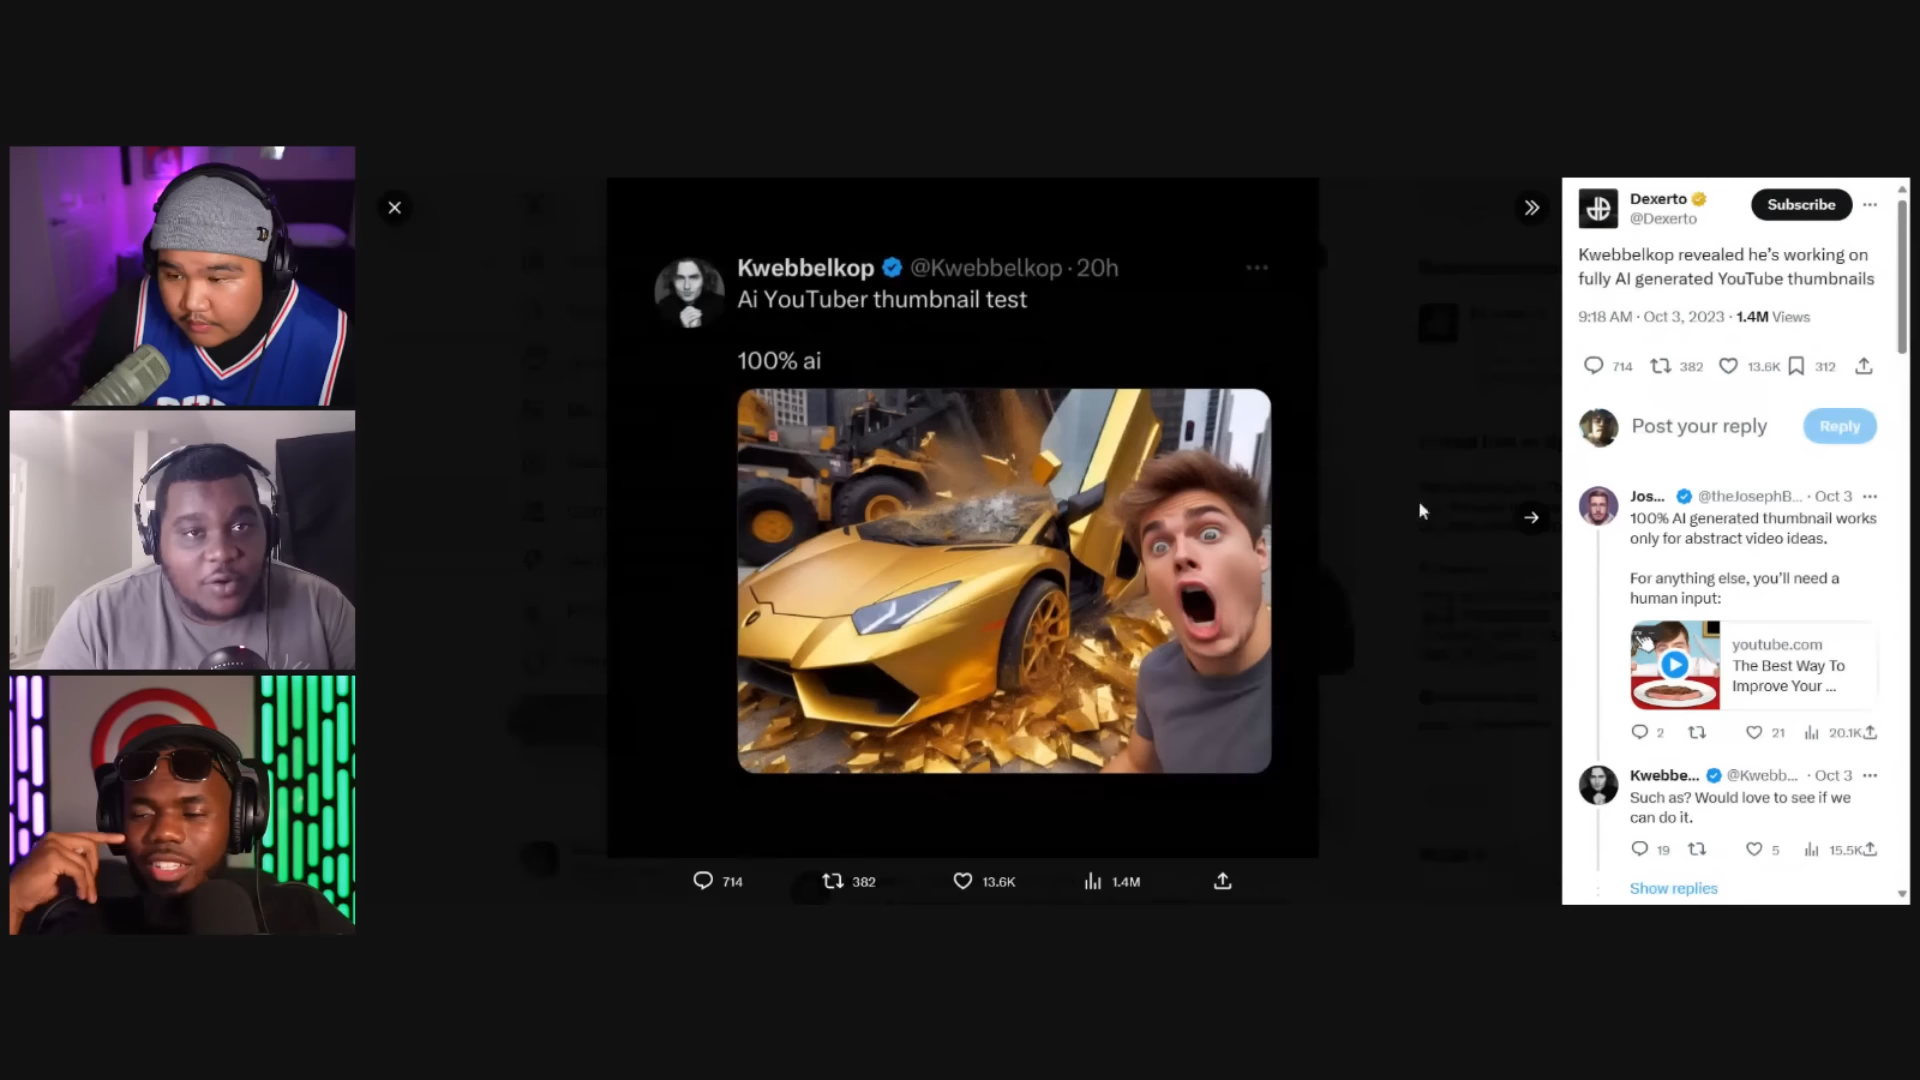 Kwebbelkop @Kwebbelkop · 20h
Ai YouTuber thumbnail test
100% ai
714 382 13.6K 1.4M
Dexerto
@Dexerto
Subscribe
Kwebbelkop revealed he's working on
fully AI generated YouTube thumbnails
9:18 AM · Oct 3, 2023 · 1.4M Views
714 382 13.6K 312
Post your reply
Reply
Jos... @theJosephB... · Oct 3
100% AI generated thumbnail works
only for abstract video ideas.
For anything else, you'll need a
human input:
youtube.com
The Best Way To
Improve Your ...
2 21 20.1K
Kwebbe... @Kwebb... · Oct 3
Such as? Would love to see if we
can do it.
19 5 15.5K
Show replies